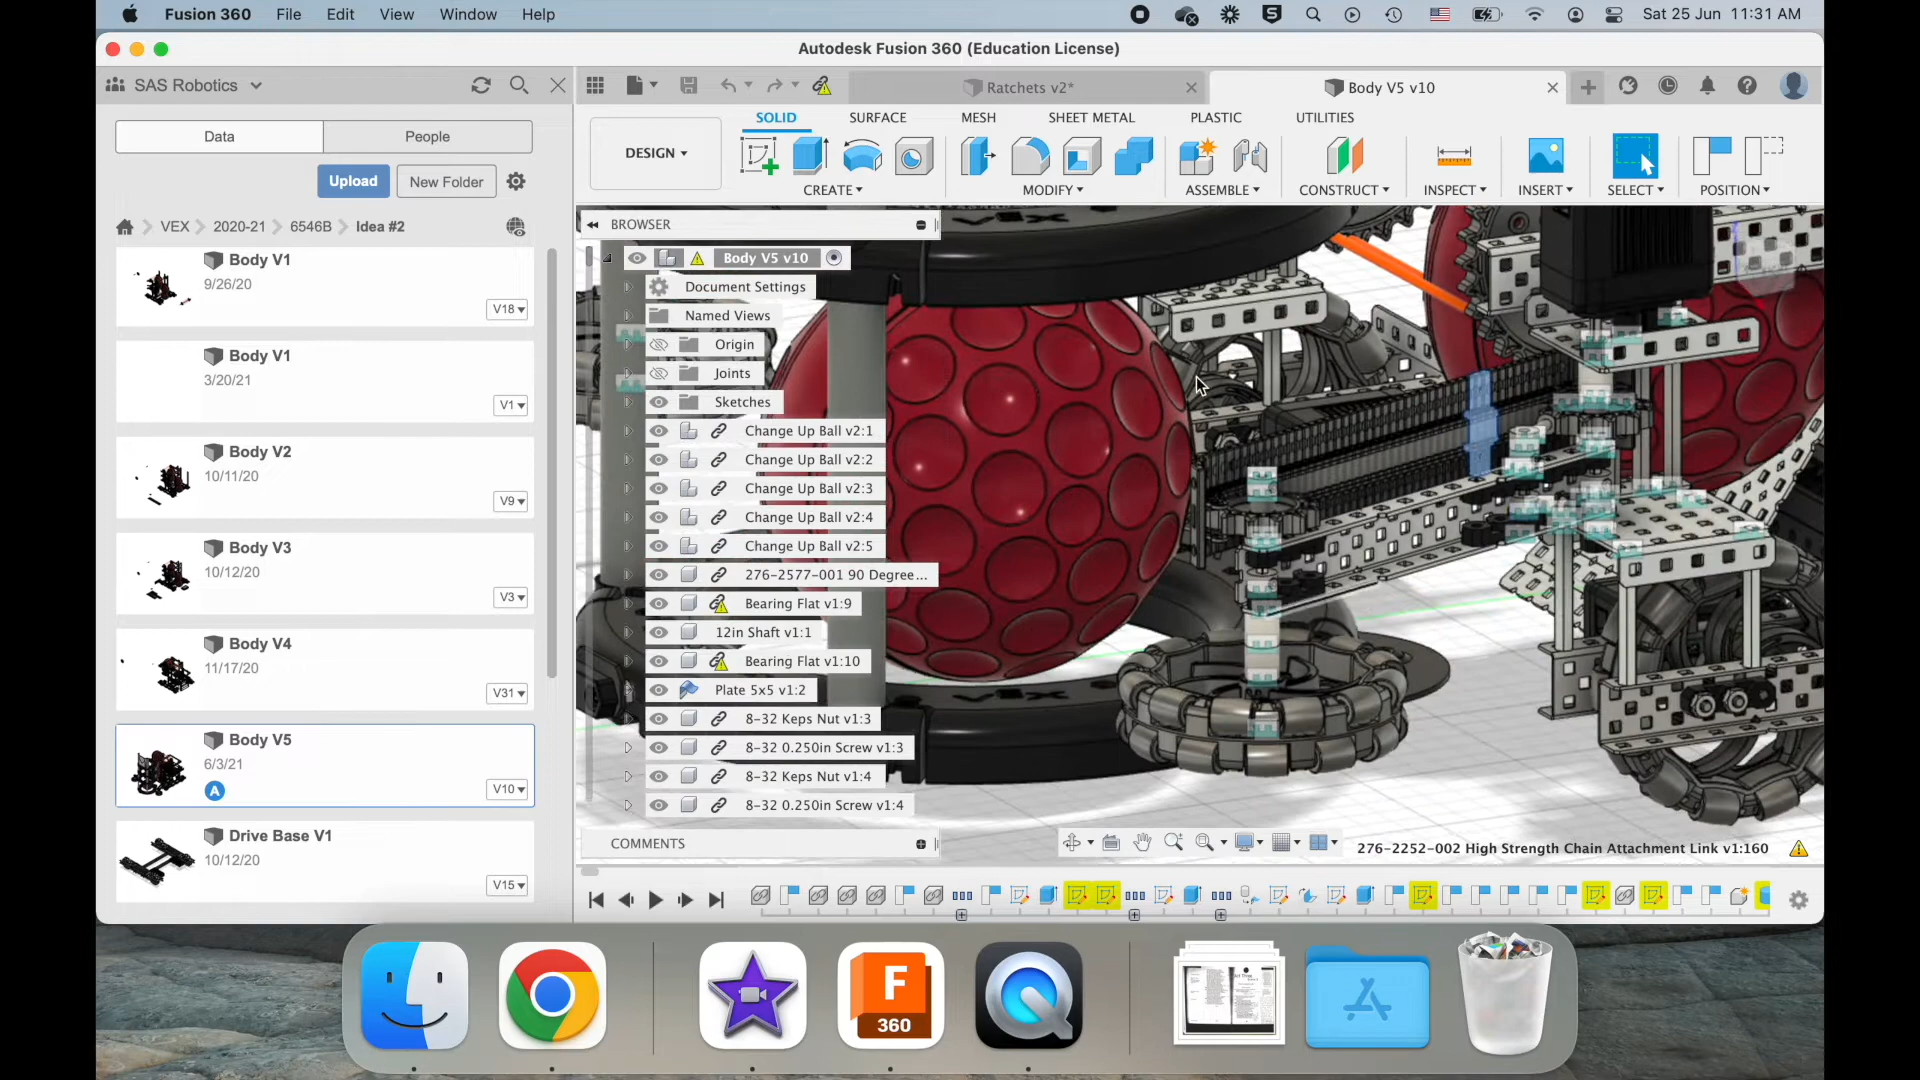 Fusion 360 File Edit View Window Help
Sat 25 Jun 11:31 AM
Autodesk Fusion 360 (Education License)
SAS Robotics
Ratchets v2*
Body V5 v10
Data People
Upload New Folder
VEX 2020-21 6546B Idea #2
Body V1
9/26/20
V18
Body V1
3/20/21
V1
Body V2
10/11/20
V9
Body V3
10/12/20
V3
Body V4
11/17/20
V31
Body V5
6/3/21
A
V10
Drive Base V1
10/12/20
V15
SOLID SURFACE MESH SHEET METAL PLASTIC UTILITIES
DESIGN
CREATE MODIFY ASSEMBLE CONSTRUCT INSPECT INSERT SELECT POSITION
BROWSER
Body V5 v10
Document Settings
Named Views
Origin
Joints
Sketches
Change Up Ball v2:1
Change Up Ball v2:2
Change Up Ball v2:3
Change Up Ball v2:4
Change Up Ball v2:5
276-2577-001 90 Degree...
Bearing Flat v1:9
12in Shaft v1:1
Bearing Flat v1:10
Plate 5x5 v1:2
8-32 Keps Nut v1:3
8-32 0.250in Screw v1:3
8-32 Keps Nut v1:4
8-32 0.250in Screw v1:4
COMMENTS
276-2252-002 High Strength Chain Attachment Link v1:160
F
360